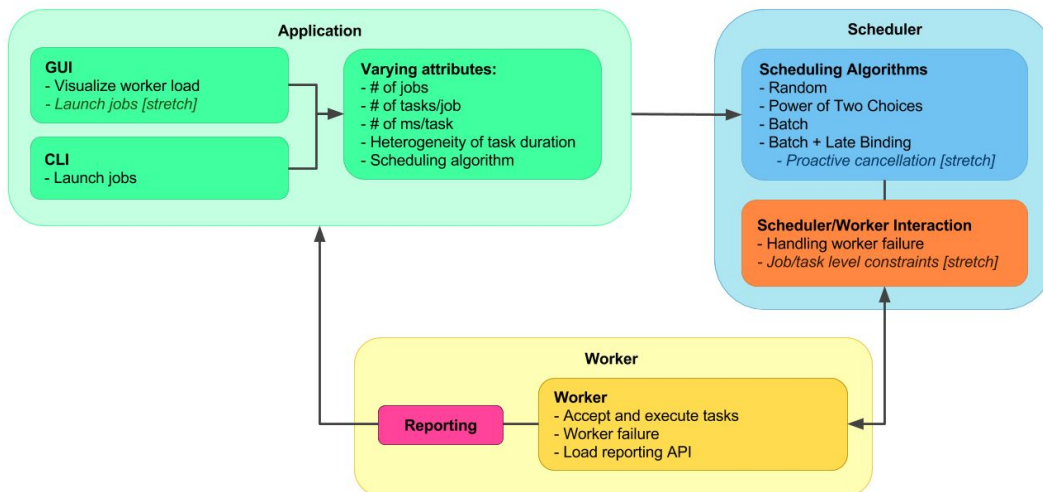 Application
GUI
- Visualize worker load
- Launch jobs [stretch]
CLI
- Launch jobs
Varying attributes:
- # of jobs
- # of tasks/job
- # of ms/task
- Heterogeneity of task duration
- Scheduling algorithm
Scheduler
Scheduling Algorithms
- Random
- Power of Two Choices
- Batch
- Batch + Late Binding
- Proactive cancellation [stretch]
Scheduler/Worker Interaction
- Handling worker failure
- Job/task level constraints [stretch]
Worker
Reporting
Worker
- Accept and execute tasks
- Worker failure
- Load reporting API